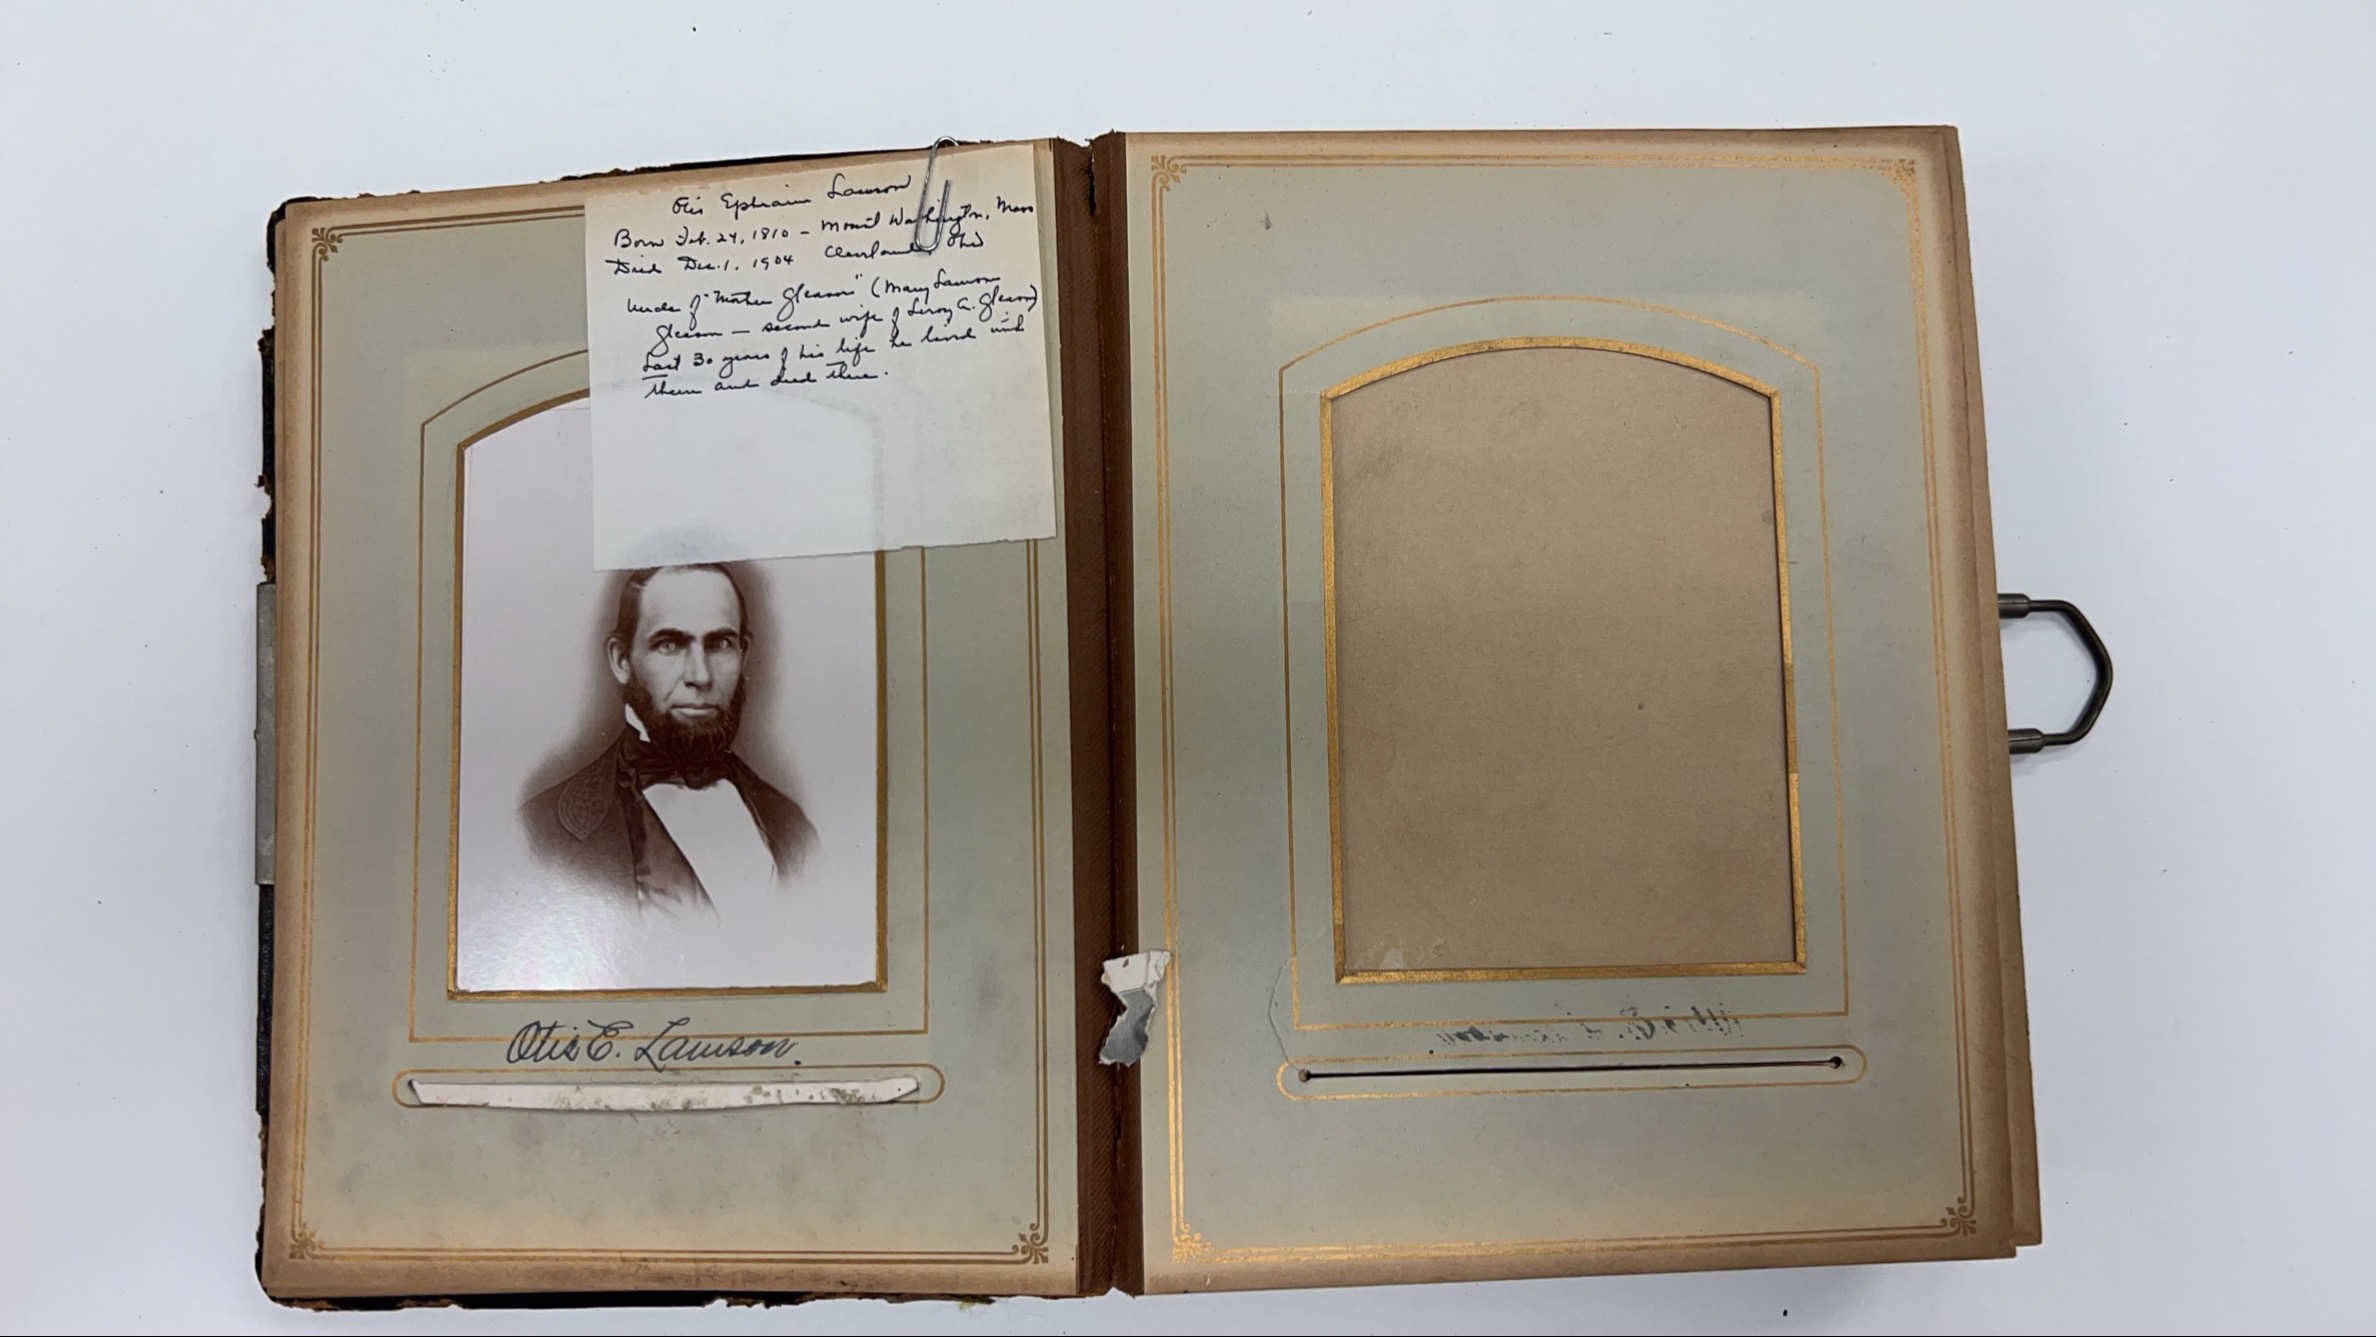 Otis Ephraim Lawson
Born Feb. 24, 1810 – Mount Washington, Mass
Died Dec. 1, 1904 Cleveland, Ohio
Uncle of "Mother Gleason" (Mary Lawson
Gleason – second wife of Leroy A. Gleason)
Last 30 years of his life he lived with
them and died there.
Otis E. Lawson.